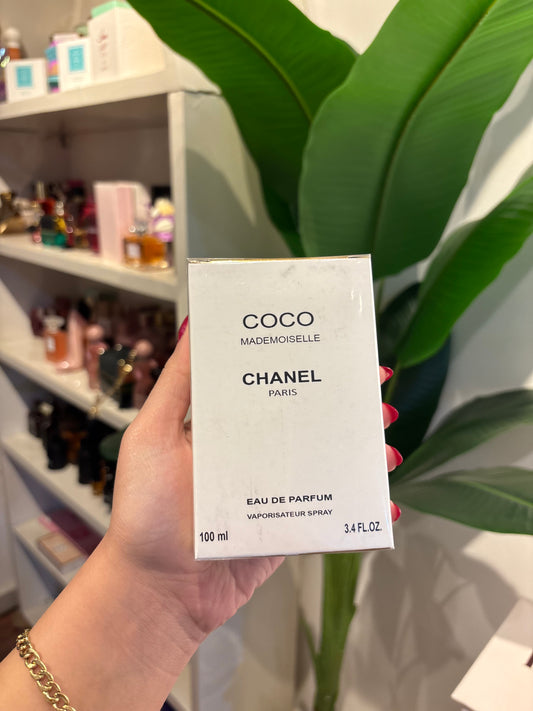 COCO
MADEMOISELLE
CHANEL
PARIS
EAU DE PARFUM
VAPORISATEUR SPRAY
100 ml
3.4 FL.OZ.